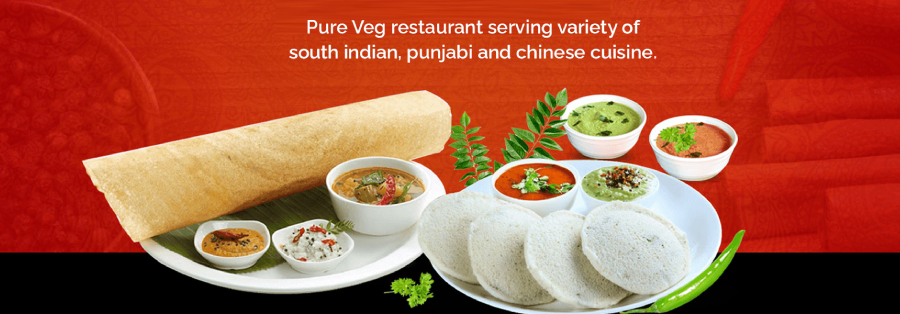 Pure Veg restaurant serving variety of
south indian, punjabi and chinese cuisine.